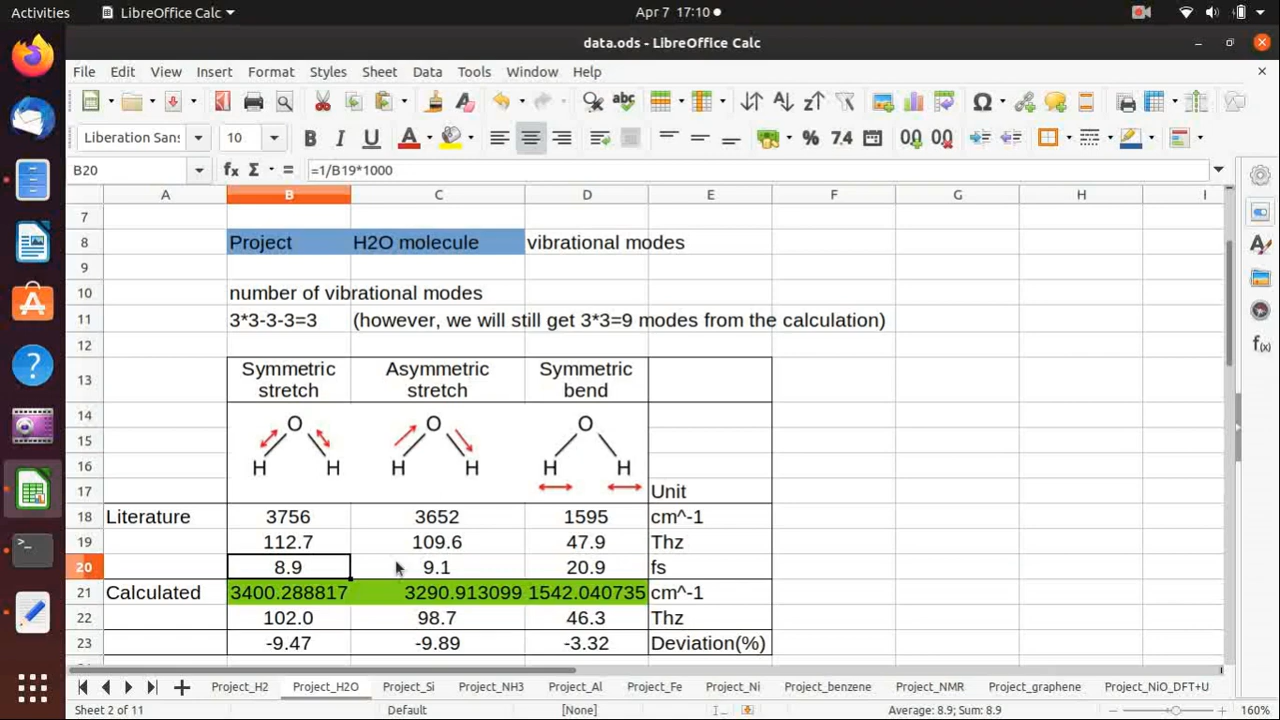 Activities LibreOffice Calc Apr 7 17:10
data.ods - LibreOffice Calc
File Edit View Insert Format Styles Sheet Data Tools Window Help
Liberation Sans 10
B20 =1/B19*1000
A B C D E F G H I
7
8 Project H2O molecule vibrational modes
9
10 number of vibrational modes
11 3*3-3-3=3 (however, we will still get 3*3=9 modes from the calculation)
12
13 Symmetric stretch Asymmetric stretch Symmetric bend
14 O O O
15
16 H H H H H H
17 Unit
18 Literature 3756 3652 1595 cm^-1
19 112.7 109.6 47.9 Thz
20 8.9 9.1 20.9 fs
21 Calculated 3400.288817 3290.913099 1542.040735 cm^-1
22 102.0 98.7 46.3 Thz
23 -9.47 -9.89 -3.32 Deviation(%)
Project_H2 Project_H2O Project_Si Project_NH3 Project_Al Project_Fe Project_Ni Project_benzene Project_NMR Project_graphene Project_NiO_DFT+U
Sheet 2 of 11 Default [None] Average: 8.9; Sum: 8.9 160%